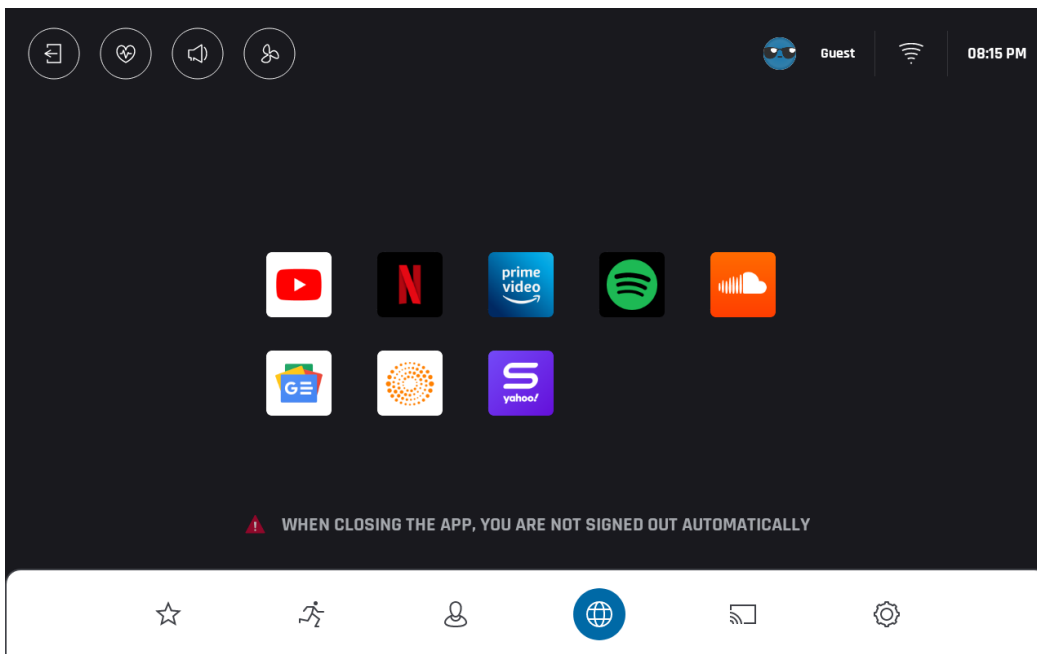 Guest
08:15 PM
N
prime
video
G
S
yahoo!
WHEN CLOSING THE APP, YOU ARE NOT SIGNED OUT AUTOMATICALLY